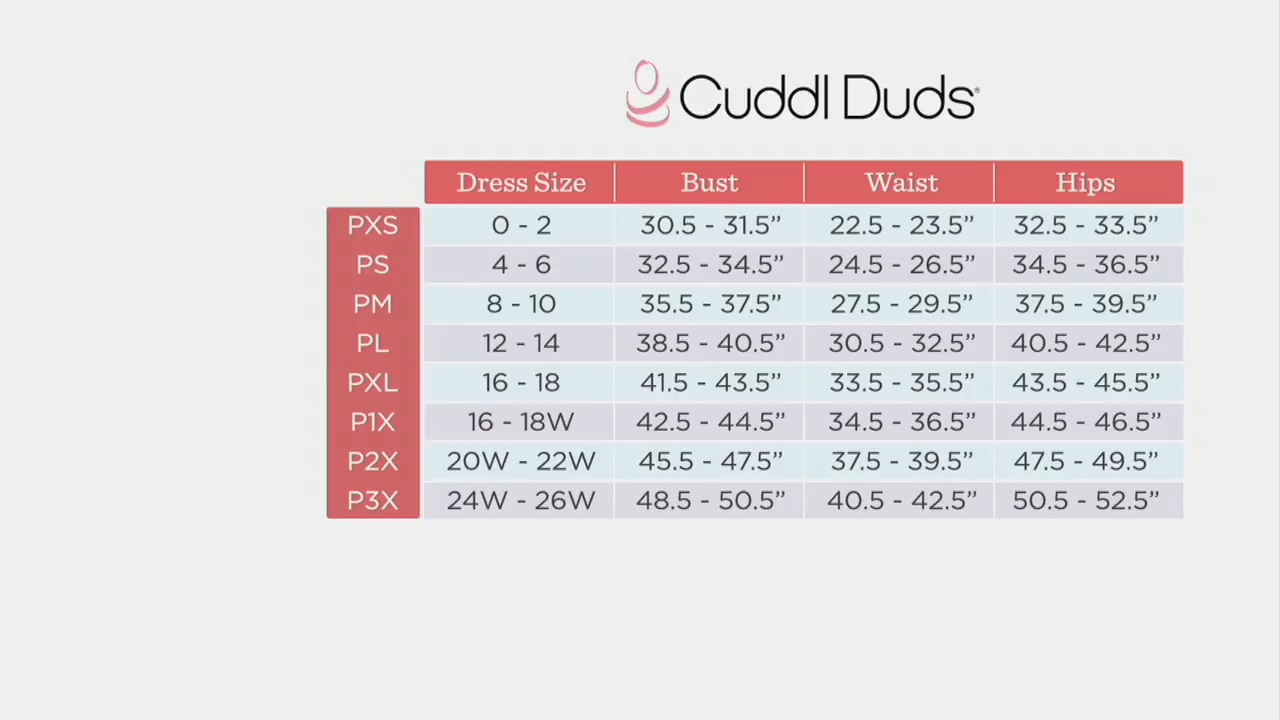 Cuddl Duds®
Dress Size Bust Waist Hips
PXS 0 - 2 30.5 - 31.5” 22.5 - 23.5” 32.5 - 33.5”
PS 4 - 6 32.5 - 34.5” 24.5 - 26.5” 34.5 - 36.5”
PM 8 - 10 35.5 - 37.5” 27.5 - 29.5” 37.5 - 39.5”
PL 12 - 14 38.5 - 40.5” 30.5 - 32.5” 40.5 - 42.5”
PXL 16 - 18 41.5 - 43.5” 33.5 - 35.5” 43.5 - 45.5”
P1X 16 - 18W 42.5 - 44.5” 34.5 - 36.5” 44.5 - 46.5”
P2X 20W - 22W 45.5 - 47.5” 37.5 - 39.5” 47.5 - 49.5”
P3X 24W - 26W 48.5 - 50.5” 40.5 - 42.5” 50.5 - 52.5”